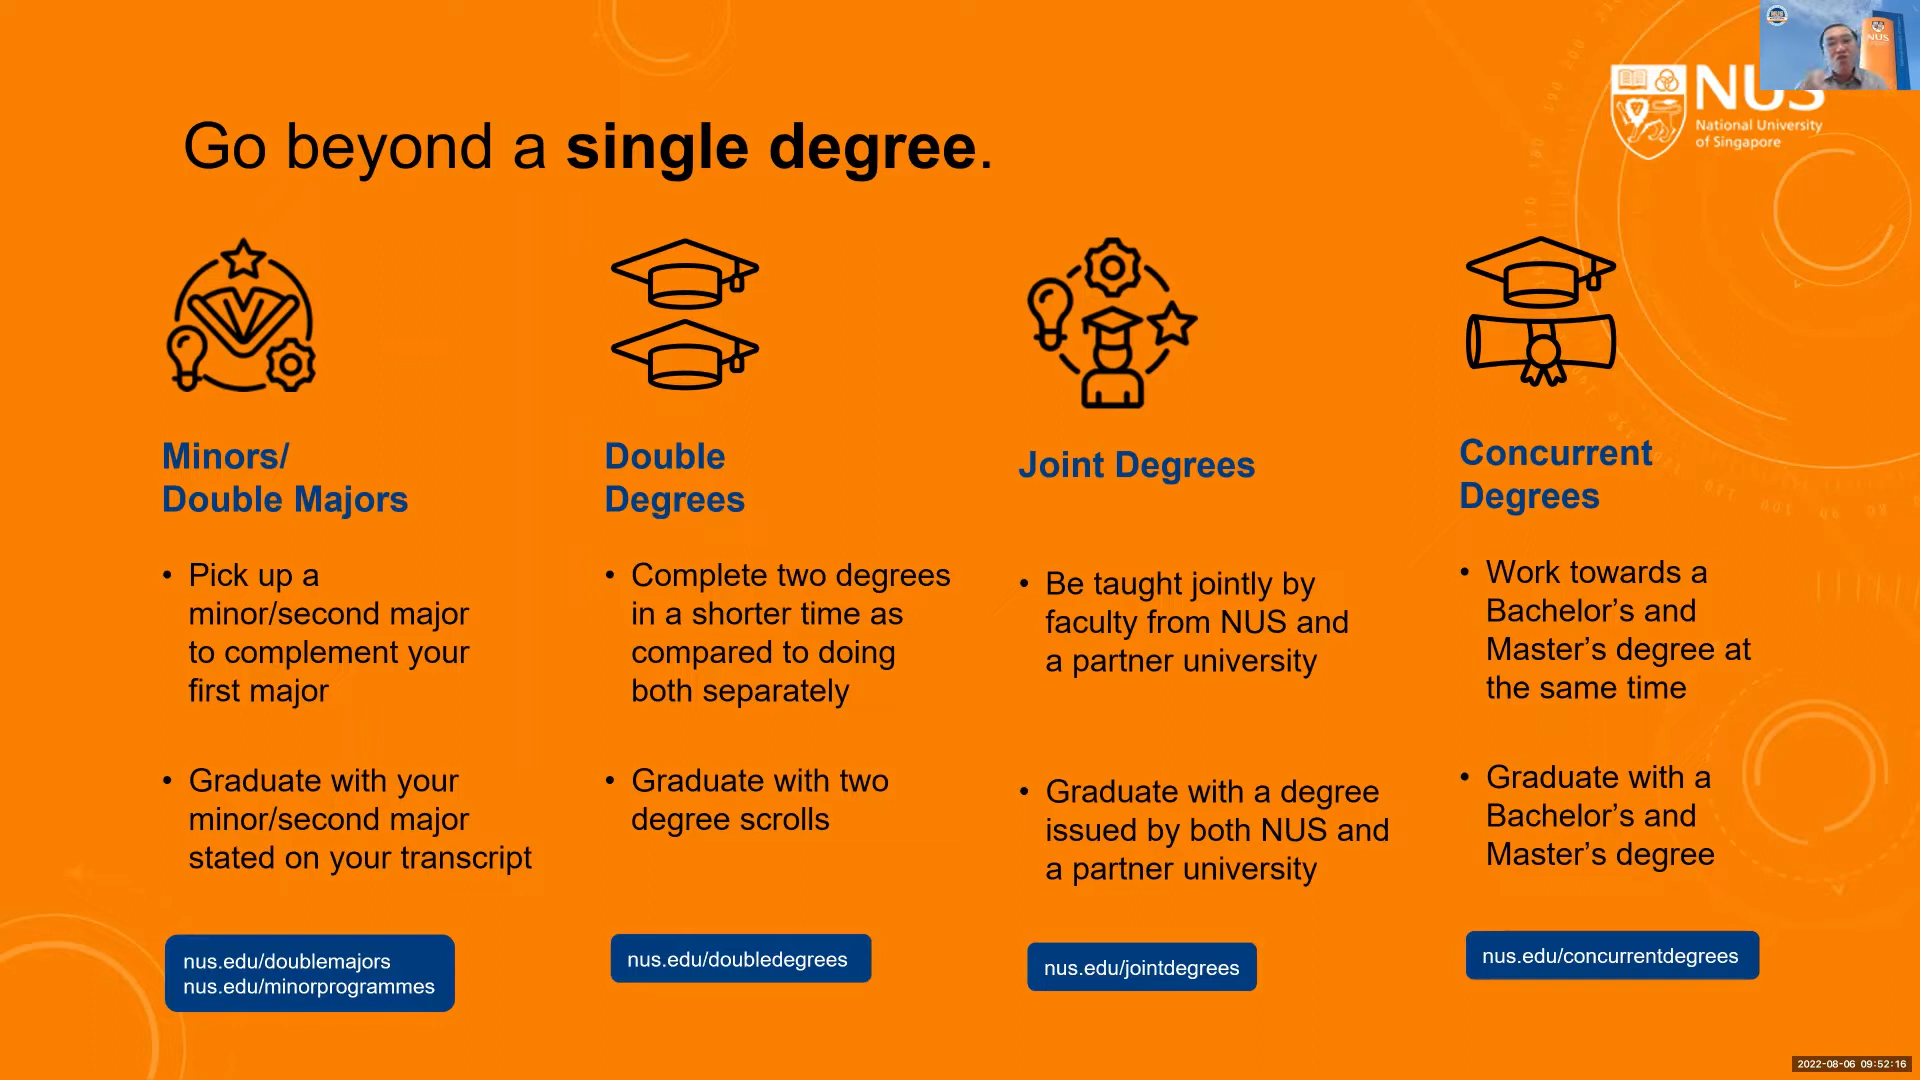 Go beyond a single degree.
NUS
National University
of Singapore
NUS
Minors/
Double Majors
• Pick up a
minor/second major
to complement your
first major
• Graduate with your
minor/second major
stated on your transcript
nus.edu/doublemajors
nus.edu/minorprogrammes
Double
Degrees
• Complete two degrees
in a shorter time as
compared to doing
both separately
• Graduate with two
degree scrolls
nus.edu/doubledegrees
Joint Degrees
• Be taught jointly by
faculty from NUS and
a partner university
• Graduate with a degree
issued by both NUS and
a partner university
nus.edu/jointdegrees
Concurrent
Degrees
• Work towards a
Bachelor’s and
Master’s degree at
the same time
• Graduate with a
Bachelor’s and
Master’s degree
nus.edu/concurrentdegrees
2022-08-06 09:52:16